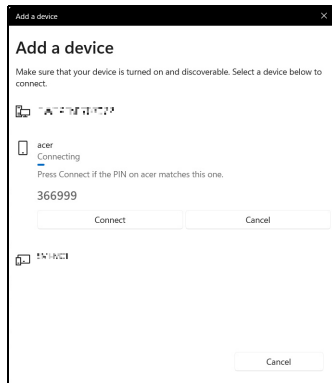 Add a device
Add a device
Make sure that your device is turned on and discoverable. Select a device below to
connect.
acer
Connecting
Press Connect if the PIN on acer matches this one.
366999
Connect Cancel
Cancel